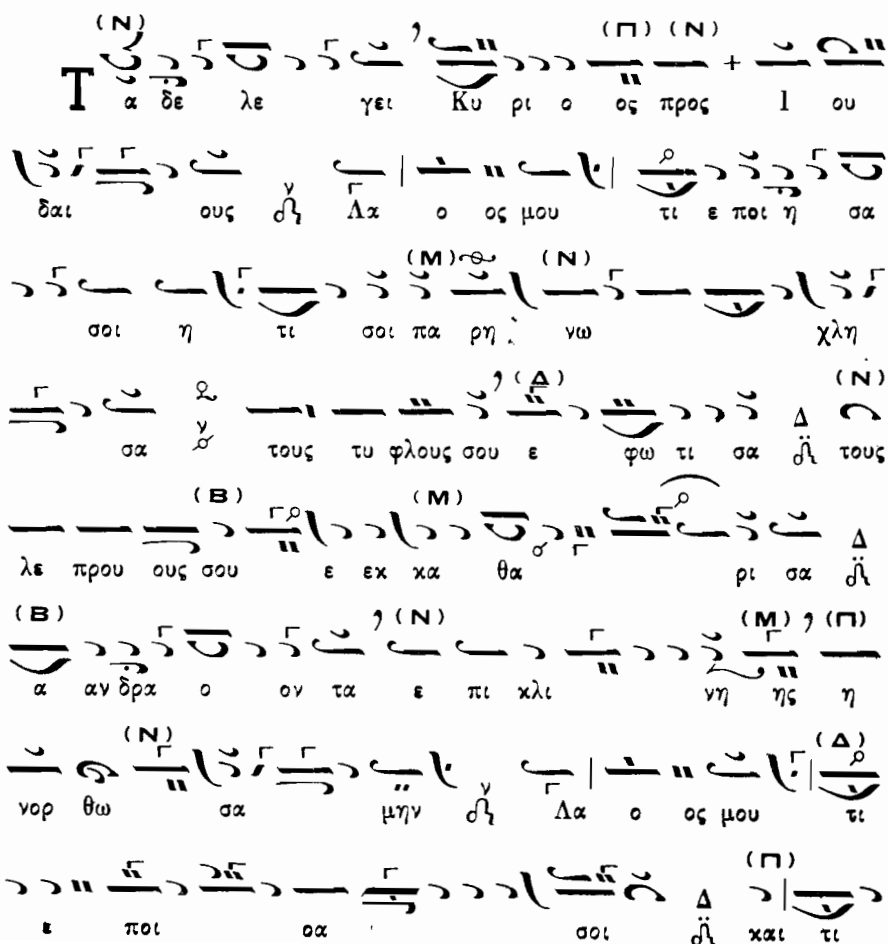 (Ν) (Π) (Ν)
Τ α δε λε γει Κυ ρι ο ος προς + Ι ου
δαι ους ν Λα ο ος μου τι ε ποι η σα
(Μ) (Ν)
σοι η τι σοι πα ρη νω χλη
(Δ) (Ν)
σα ν τους τυ φλους σου ε φω τι σα Δ τους
(Β) (Μ)
λε πρου ους σου ε εκ κα θα ρι σα Δ
(Β) (Ν) (Μ) (Π)
α αν δρα ο ον τα ε πι κλι νη ης η
(Ν) (Δ)
νορ θω σα μην ν Λα ο ος μου τι
(Π)
ε ποι οα σοι Δ και τι